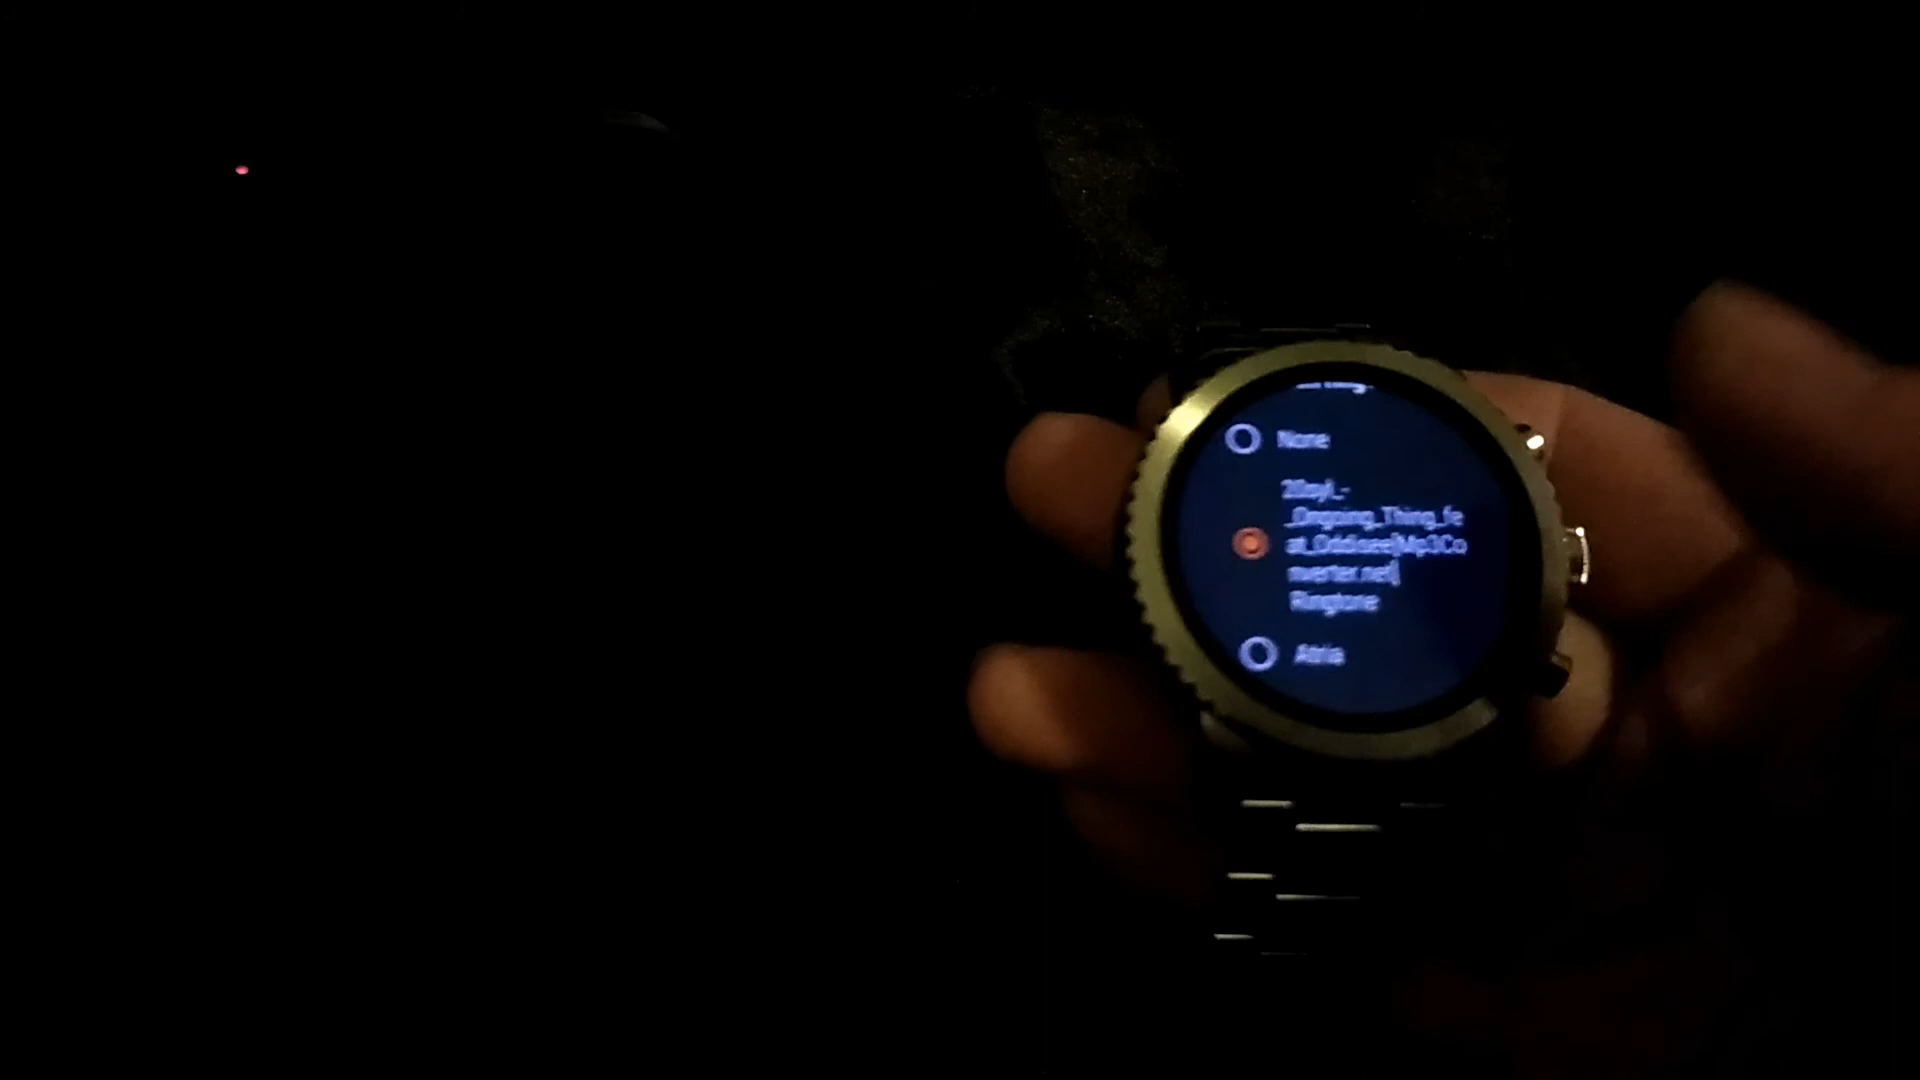 None
20syl_-
_Ongoing_Thing_fe
at_Oddisee[Mp3Co
nverter.net]
Ringtone
Atria